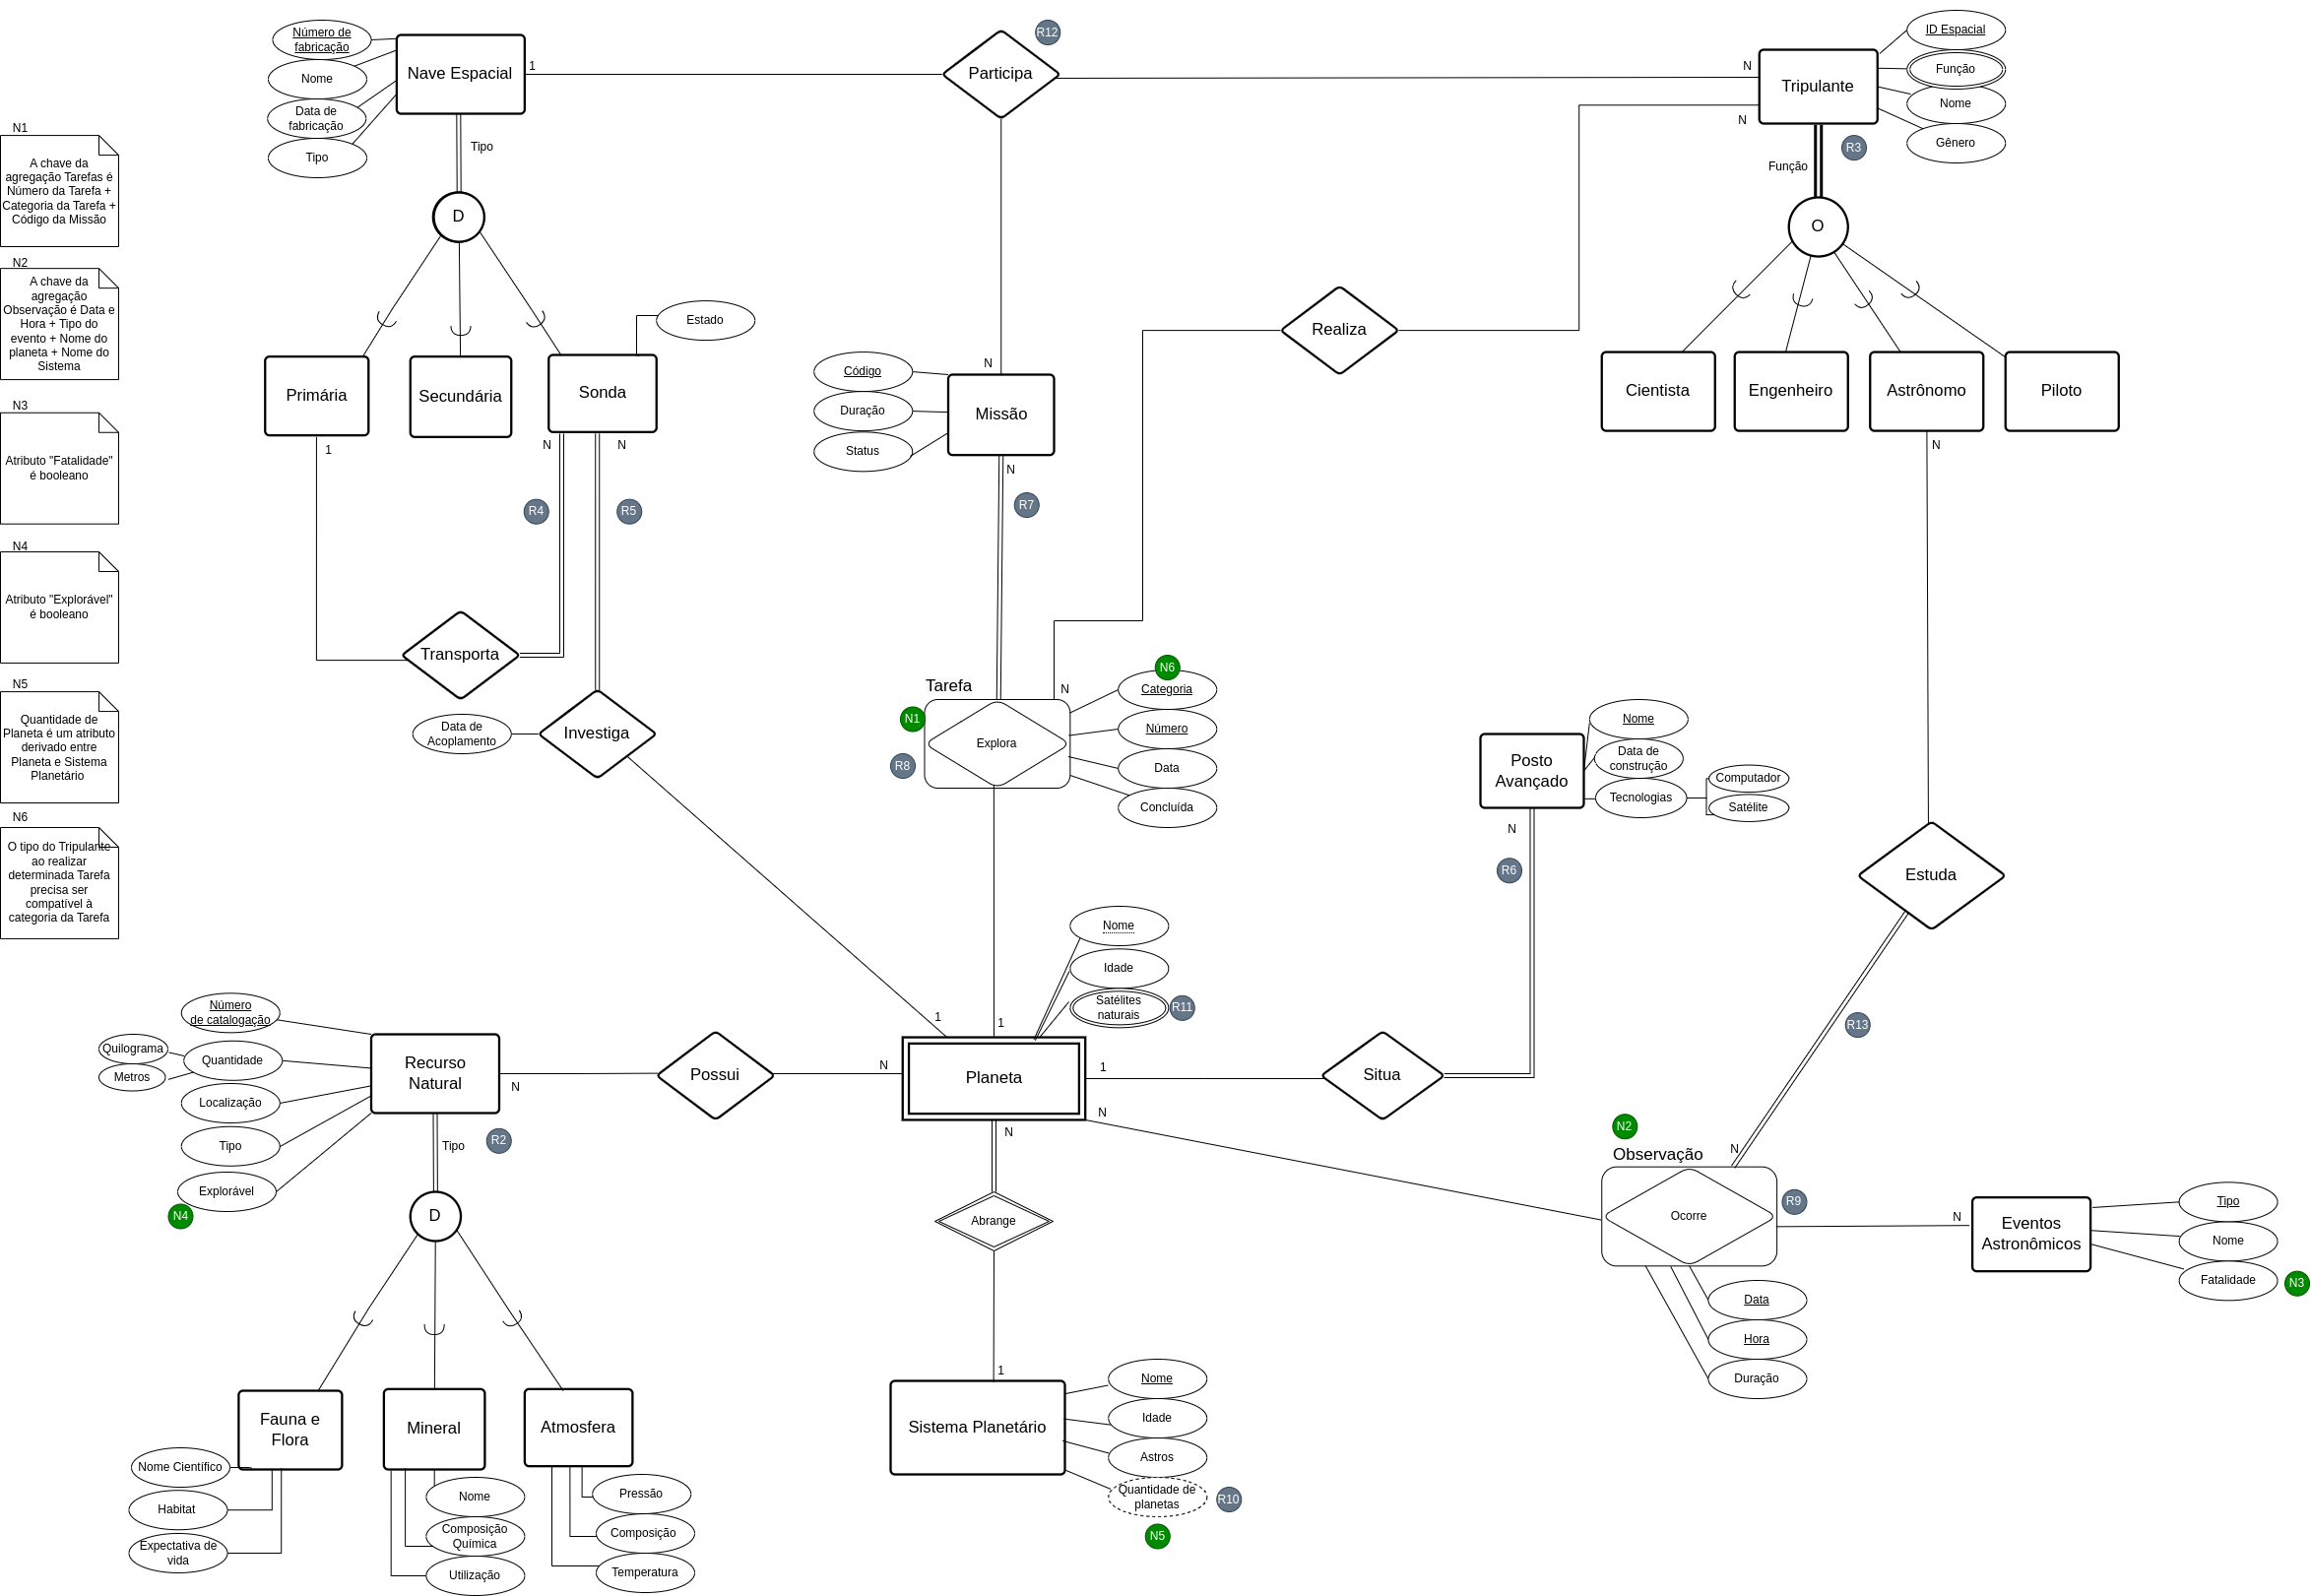 N1
A chave da
agregação Tarefas é
Número da Tarefa +
Categoria da Tarefa +
Código da Missão
N2
A chave da
agregação
Observação é Data e
Hora + Tipo do
evento + Nome do
planeta + Nome do
Sistema
N3
Atributo "Fatalidade"
é booleano
N4
Atributo "Explorável"
é booleano
N5
Quantidade de
Planeta é um atributo
derivado entre
Planeta e Sistema
Planetário
N6
O tipo do Tripulante
ao realizar
determinada Tarefa
precisa ser
compatível à
categoria da Tarefa
Número de
fabricação
Nome
Data de
fabricação
Tipo
Nave Espacial
1
Participa
R12
N
Tripulante
N
ID Espacial
Função
Nome
Gênero
Tipo
D
Função
R3
O
Primária
Secundária
Sonda
Estado
1
N
N
R4
R5
Transporta
Data de
Acoplamento
Investiga
N
Código
Duração
Status
Missão
N
R7
Realiza
Cientista
Engenheiro
Astrônomo
Piloto
N
Tarefa
N
N1
R8
Explora
N6
Categoria
Número
Data
Concluída
Posto
Avançado
Nome
Data de
construção
Tecnologias
Computador
Satélite
N
R6
Estuda
R13
Número
de catalogação
Quilograma
Metros
Quantidade
Localização
Tipo
Explorável
N4
Recurso
Natural
N
Possui
N
1
1
Planeta
Nome
Idade
Satélites
naturais
R11
1
Situa
N
N
Tipo
R2
D
Abrange
N2
Observação
N
R9
Ocorre
N
Eventos
Astronômicos
Tipo
Nome
Fatalidade
N3
Data
Hora
Duração
Fauna e
Flora
Mineral
Atmosfera
Nome Científico
Habitat
Expectativa de
vida
Nome
Composição
Química
Utilização
Pressão
Composição
Temperatura
1
Sistema Planetário
Nome
Idade
Astros
Quantidade de
planetas
R10
N5